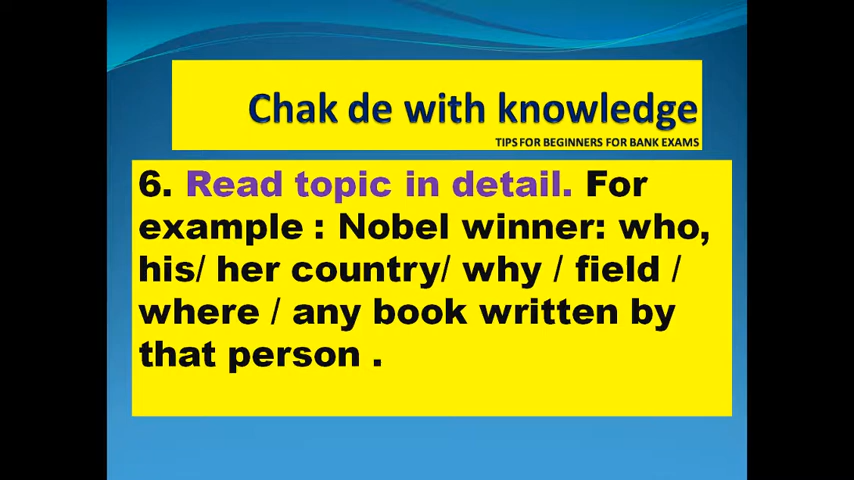 Chak de with knowledge
TIPS FOR BEGINNERS FOR BANK EXAMS
6. Read topic in detail. For
example : Nobel winner: who,
his/ her country/ why / field /
where / any book written by
that person .